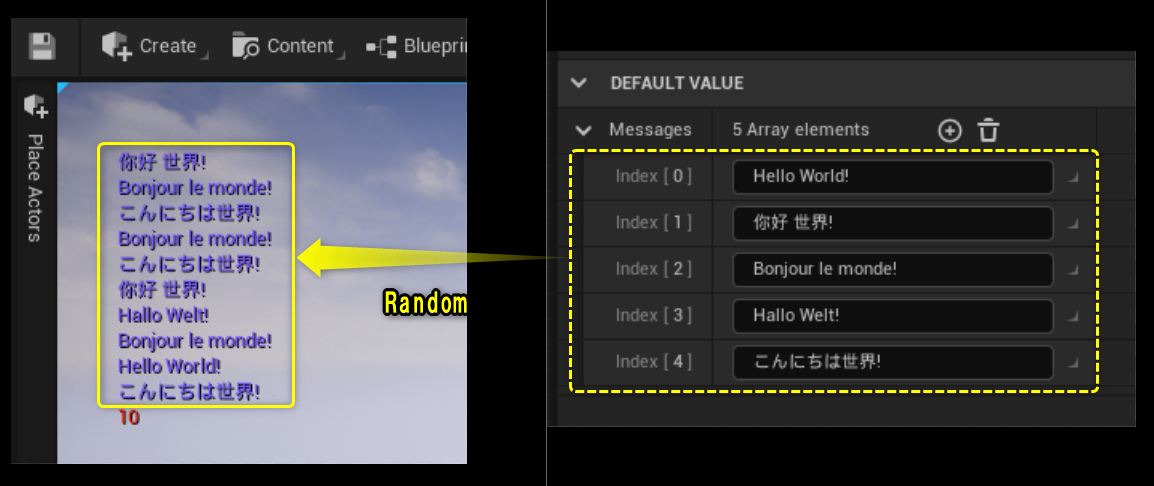 Create
Content
Blueprin
Place Actors
你好 世界!
Bonjour le monde!
こんにちは世界!
Bonjour le monde!
こんにちは世界!
你好 世界!
Hallo Welt!
Bonjour le monde!
Hello World!
こんにちは世界!
10
Random
DEFAULT VALUE
Messages 5 Array elements
Index [ 0 ] Hello World!
Index [ 1 ] 你好 世界!
Index [ 2 ] Bonjour le monde!
Index [ 3 ] Hallo Welt!
Index [ 4 ] こんにちは世界!